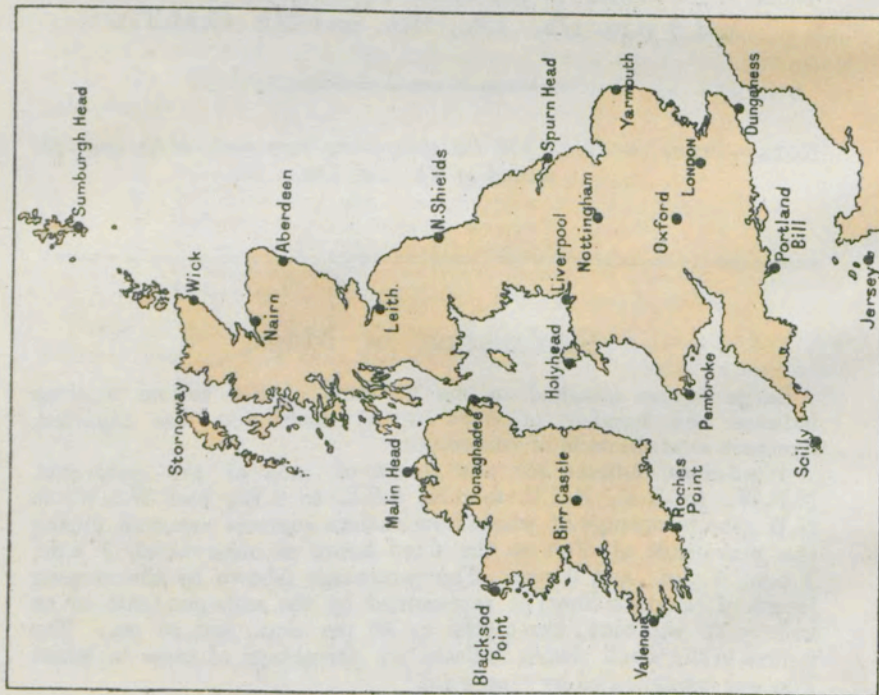 Sumburgh Head
Wick
Stornoway
Nairn
Aberdeen
Leith.
Malin Head
N. Shields
Donaghadee
Blacksod
Point
Spurn Head
Liverpool
Holyhead
Birr Castle
Nottingham
Yarmouth
Valencia
Roches
Point
Pembroke
Oxford
LONDON
Dungeness
Portland
Bill
Scilly
Jersey